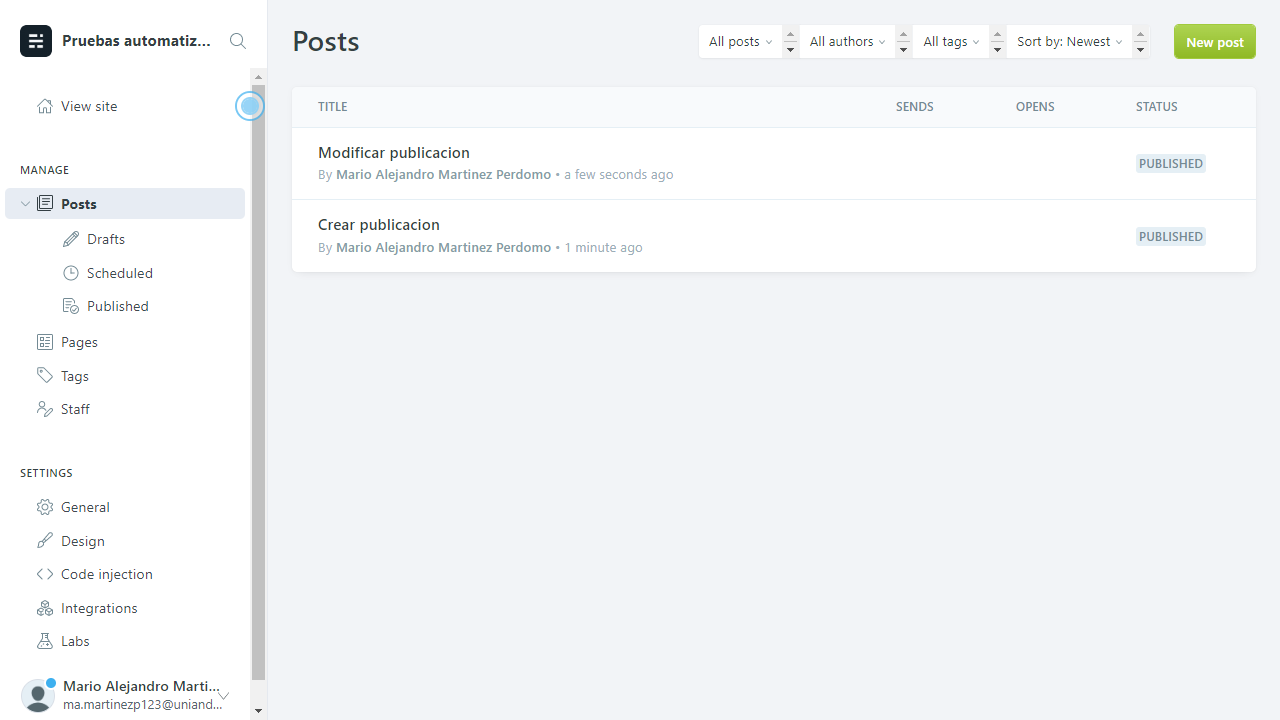 Pruebas automatiz...
View site
MANAGE
Posts
Drafts
Scheduled
Published
Pages
Tags
Staff
SETTINGS
General
Design
Code injection
Integrations
Labs
Mario Alejandro Marti...
ma.martinezp123@uniand...
Posts
All posts
All authors
All tags
Sort by: Newest
New post
TITLE SENDS OPENS STATUS
Modificar publicacion
By Mario Alejandro Martinez Perdomo • a few seconds ago
PUBLISHED
Crear publicacion
By Mario Alejandro Martinez Perdomo • 1 minute ago
PUBLISHED